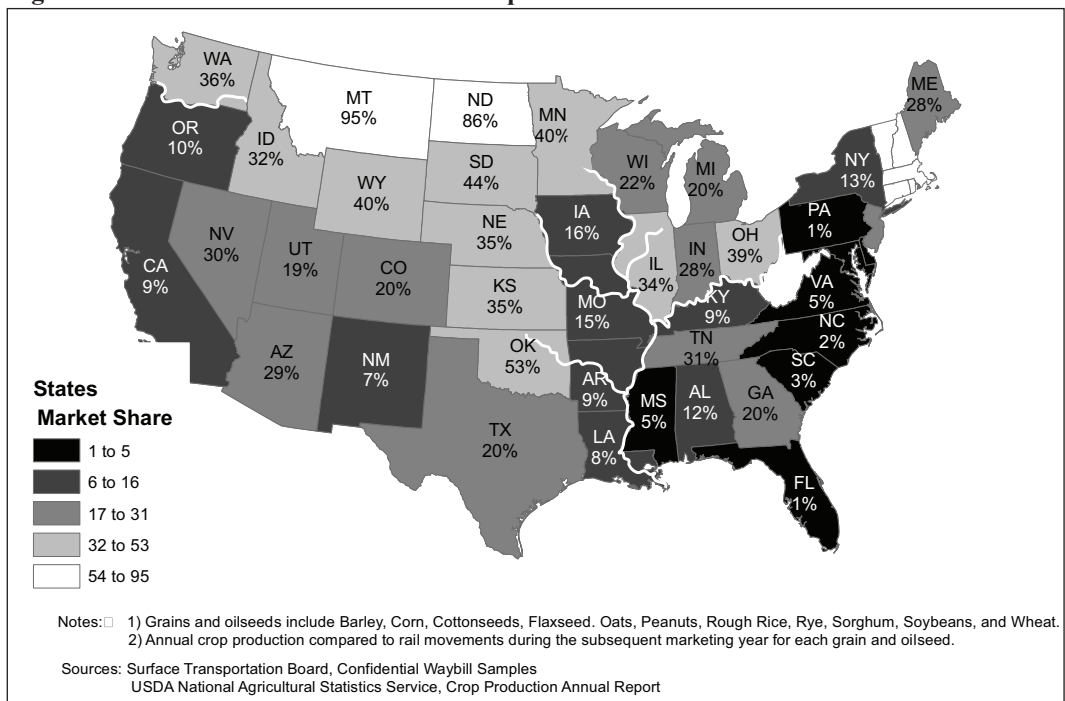 WA
36%
MT
95%
ND
86%
MN
40%
ME
28%
OR
10%
ID
32%
SD
44%
WI
22%
MI
20%
NY
13%
WY
40%
IA
16%
PA
1%
NE
35%
OH
39%
NV
30%
UT
19%
CO
20%
IL
34%
IN
28%
VA
5%
CA
9%
KS
35%
MO
15%
KY
9%
NC
2%
AZ
29%
NM
7%
OK
53%
TN
31%
SC
3%
AR
9%
MS
5%
AL
12%
GA
20%
TX
20%
LA
8%
FL
1%
States
Market Share
1 to 5
6 to 16
17 to 31
32 to 53
54 to 95
Notes: 1) Grains and oilseeds include Barley, Corn, Cottonseeds, Flaxseed. Oats, Peanuts, Rough Rice, Rye, Sorghum, Soybeans, and Wheat.
2) Annual crop production compared to rail movements during the subsequent marketing year for each grain and oilseed.
Sources: Surface Transportation Board, Confidential Waybill Samples
USDA National Agricultural Statistics Service, Crop Production Annual Report